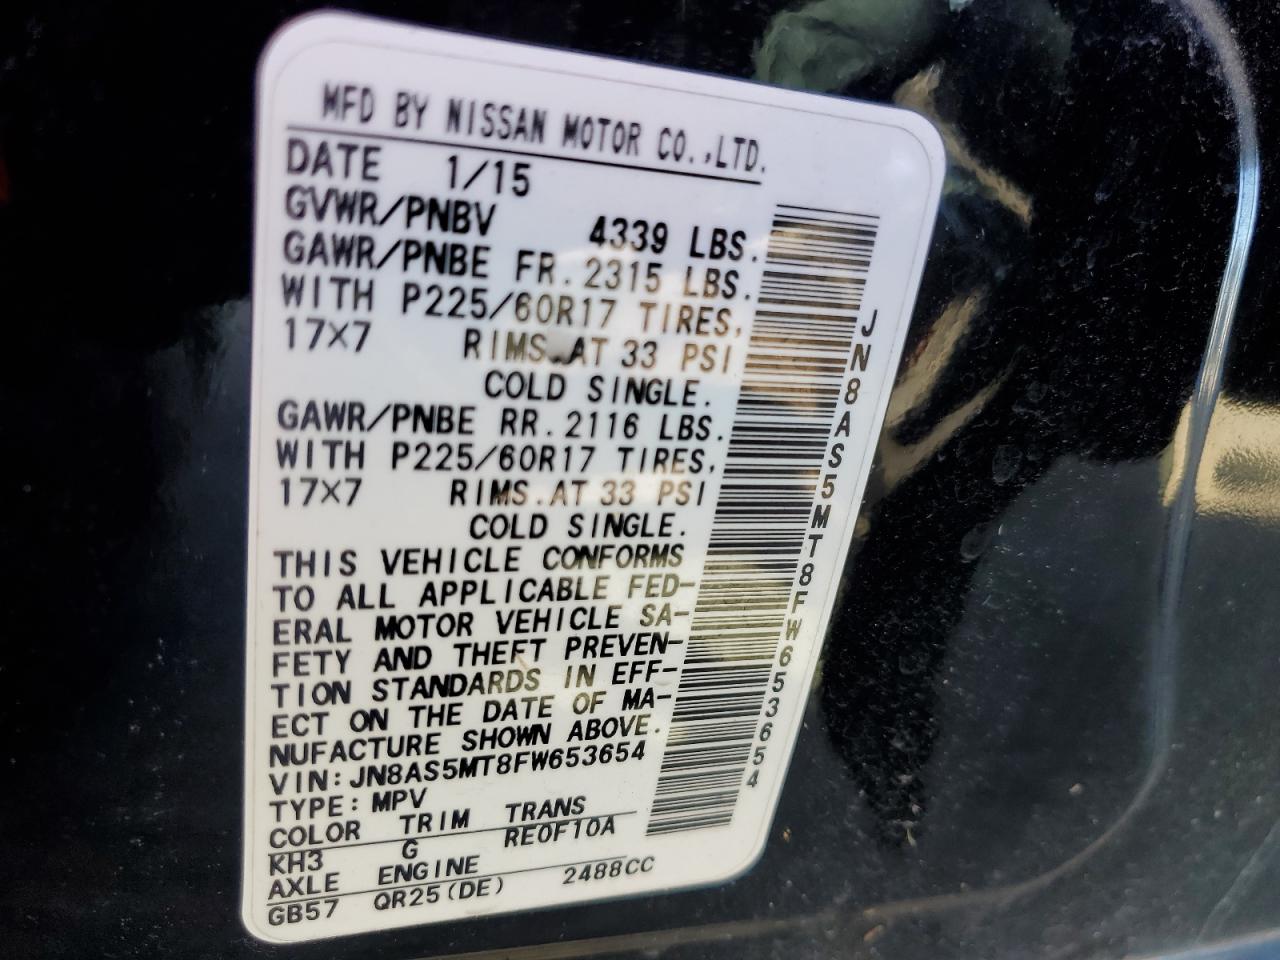 MFD BY NISSAN MOTOR CO.,LTD.
DATE 1/15
GVWR/PNBV 4339 LBS.
GAWR/PNBE FR. 2315 LBS.
WITH P225/60R17 TIRES,
17X7 RIMS. AT 33 PSI
COLD SINGLE.
GAWR/PNBE RR. 2116 LBS.
WITH P225/60R17 TIRES,
17X7 RIMS. AT 33 PSI
COLD SINGLE.
THIS VEHICLE CONFORMS
TO ALL APPLICABLE FED-
ERAL MOTOR VEHICLE SA-
FETY AND THEFT PREVEN-
TION STANDARDS IN EFF-
ECT ON THE DATE OF MA-
NUFACTURE SHOWN ABOVE.
VIN: JN8AS5MT8FW653654
TYPE: MPV
COLOR TRIM TRANS
KH3 G RE0F10A
AXLE ENGINE
GB57 QR25(DE) 2488CC
JN8AS5MT8FW653654